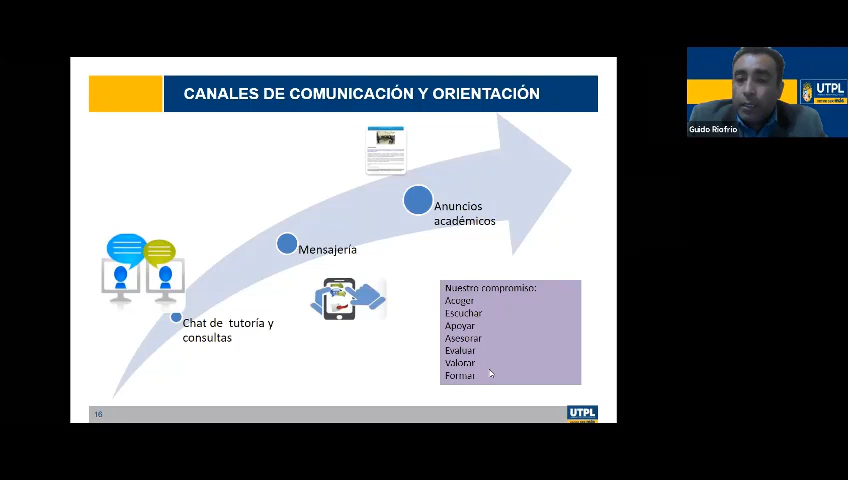 CANALES DE COMUNICACIÓN Y ORIENTACIÓN
Anuncios
académicos
Mensajería
Chat de tutoría y
consultas
Nuestro compromiso:
Acoger
Escuchar
Apoyar
Asesorar
Evaluar
Valorar
Formar
16
UTPL
UTPL
Guido Riofrio